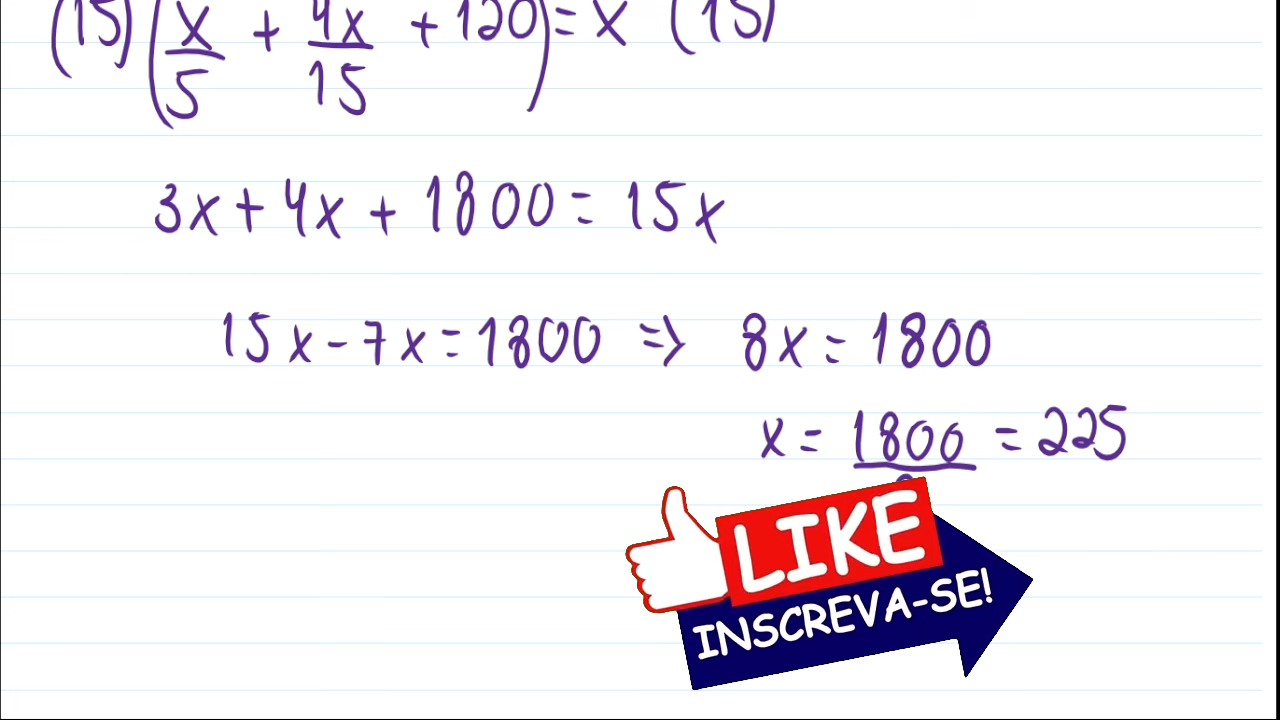 (15)(x/5 + 4x/15 + 120) = x (15)
3x + 4x + 1800 = 15x
15x - 7x = 1800 => 8x = 1800
x = 1800 = 225
LIKE
INSCREVA-SE!